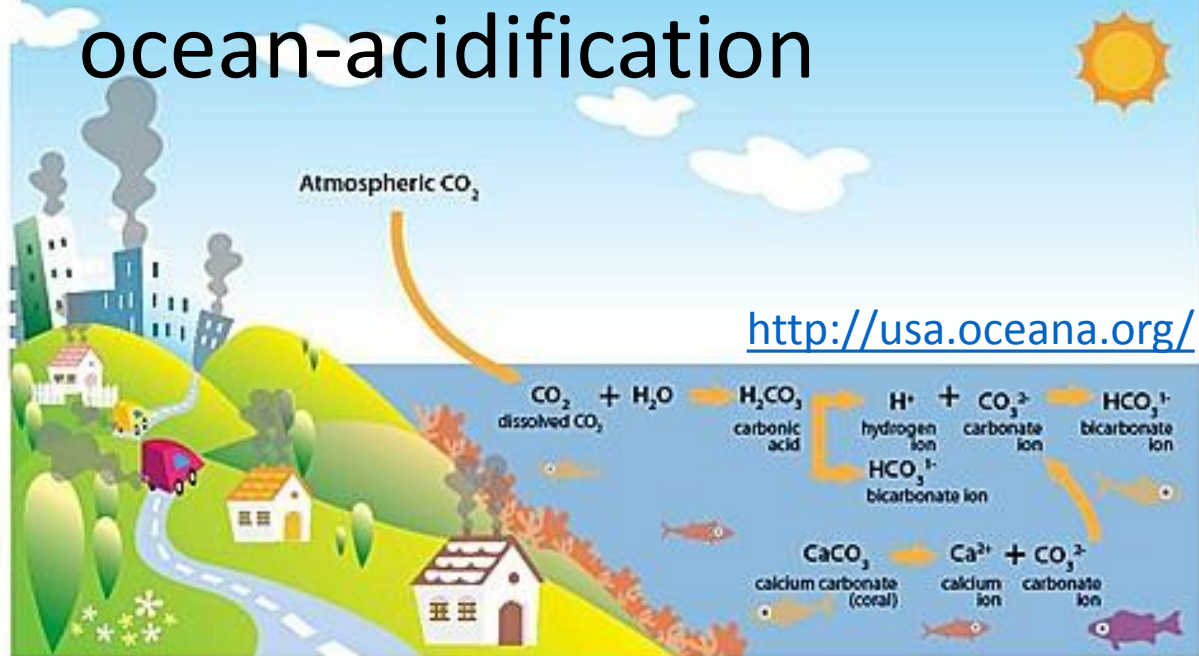 ocean-acidification
Atmospheric CO₂
http://usa.oceana.org/
CO₂ + H₂O H₂CO₃ H⁺ + CO₃²⁻ HCO₃¹⁻
dissolved CO₂ carbonic acid hydrogen ion carbonate ion bicarbonate ion
HCO₃¹⁻
bicarbonate ion
CaCO₃ Ca²⁺ + CO₃²⁻
calcium carbonate (coral) calcium ion carbonate ion